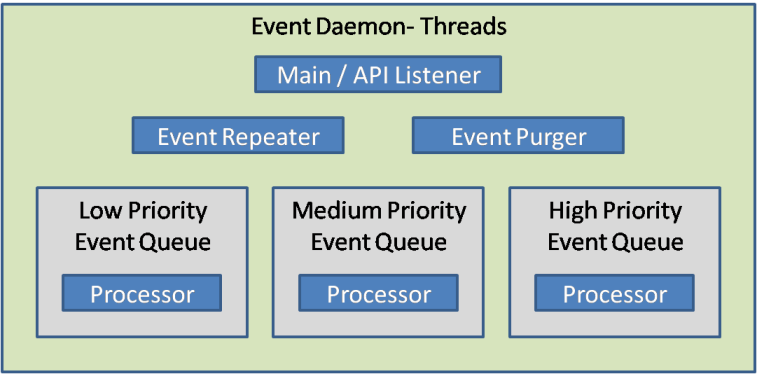 Event Daemon- Threads
Main / API Listener
Event Repeater
Event Purger
Low Priority
Event Queue
Processor
Medium Priority
Event Queue
Processor
High Priority
Event Queue
Processor